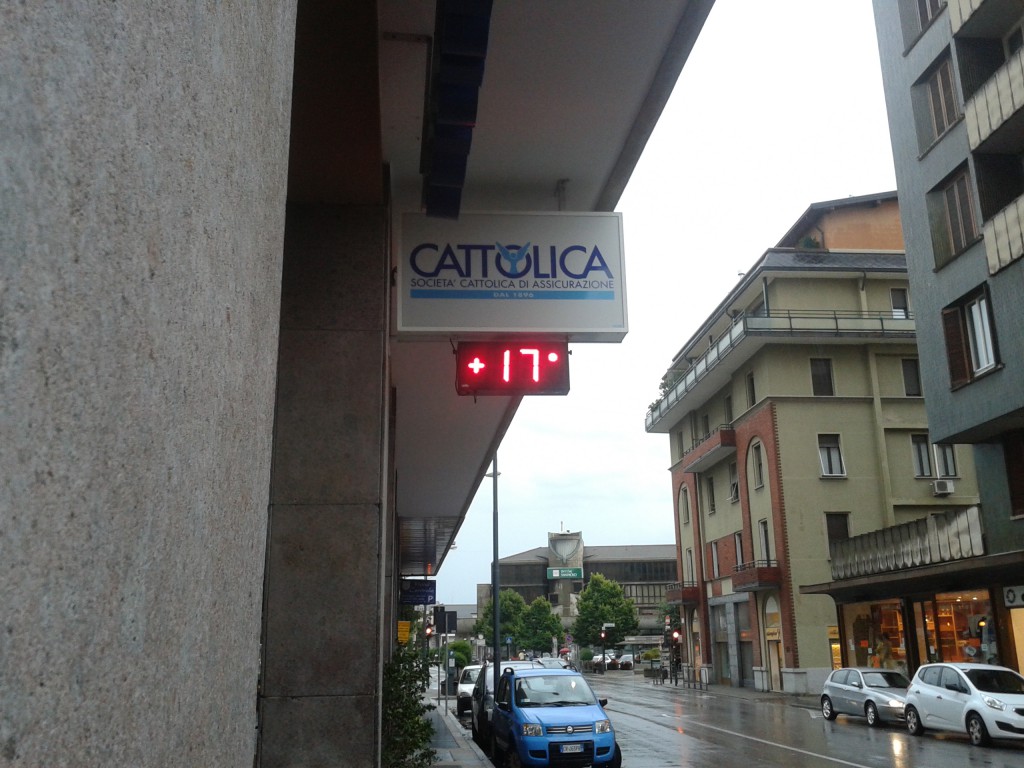 CATTOLICA
SOCIETA' CATTOLICA DI ASSICURAZIONE
DAL 1896
+17°